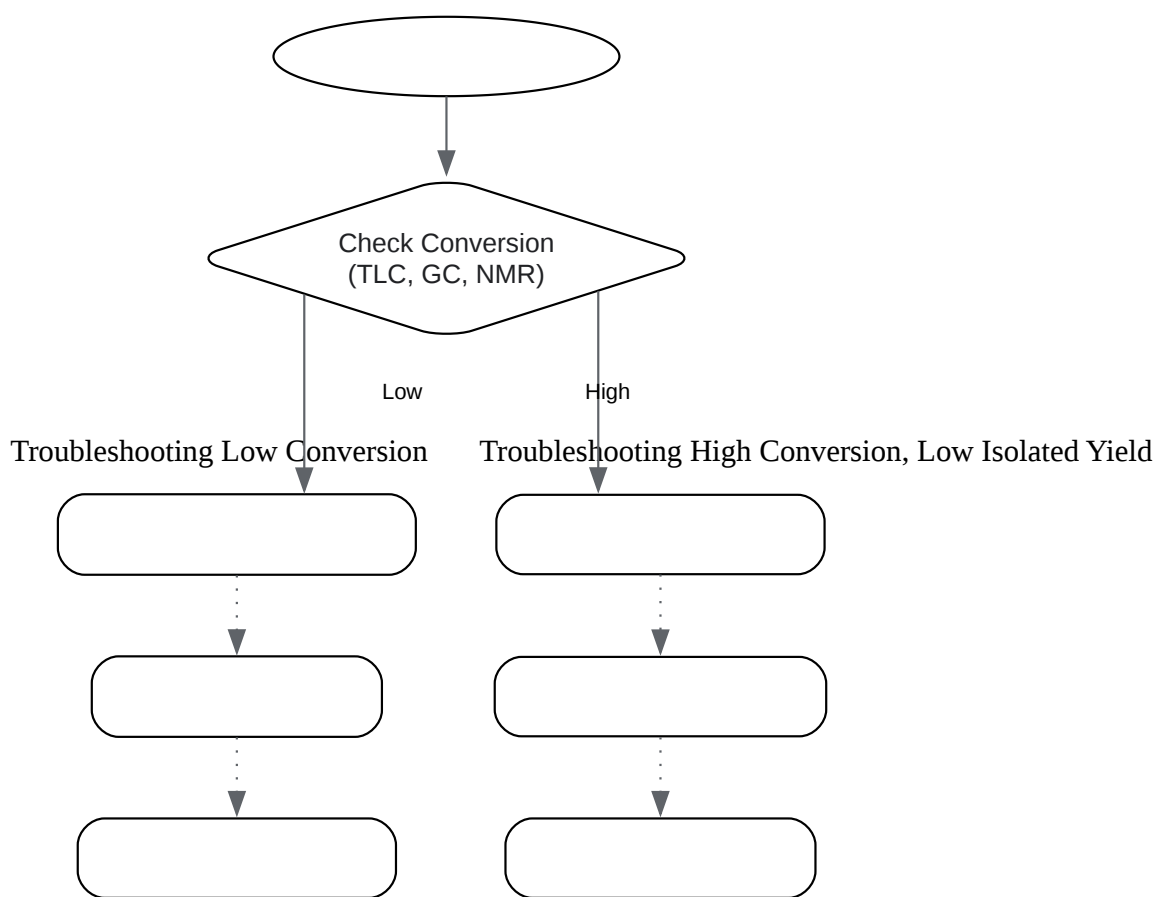 Check Conversion
(TLC, GC, NMR)
Low
High
Troubleshooting Low Conversion
Troubleshooting High Conversion, Low Isolated Yield